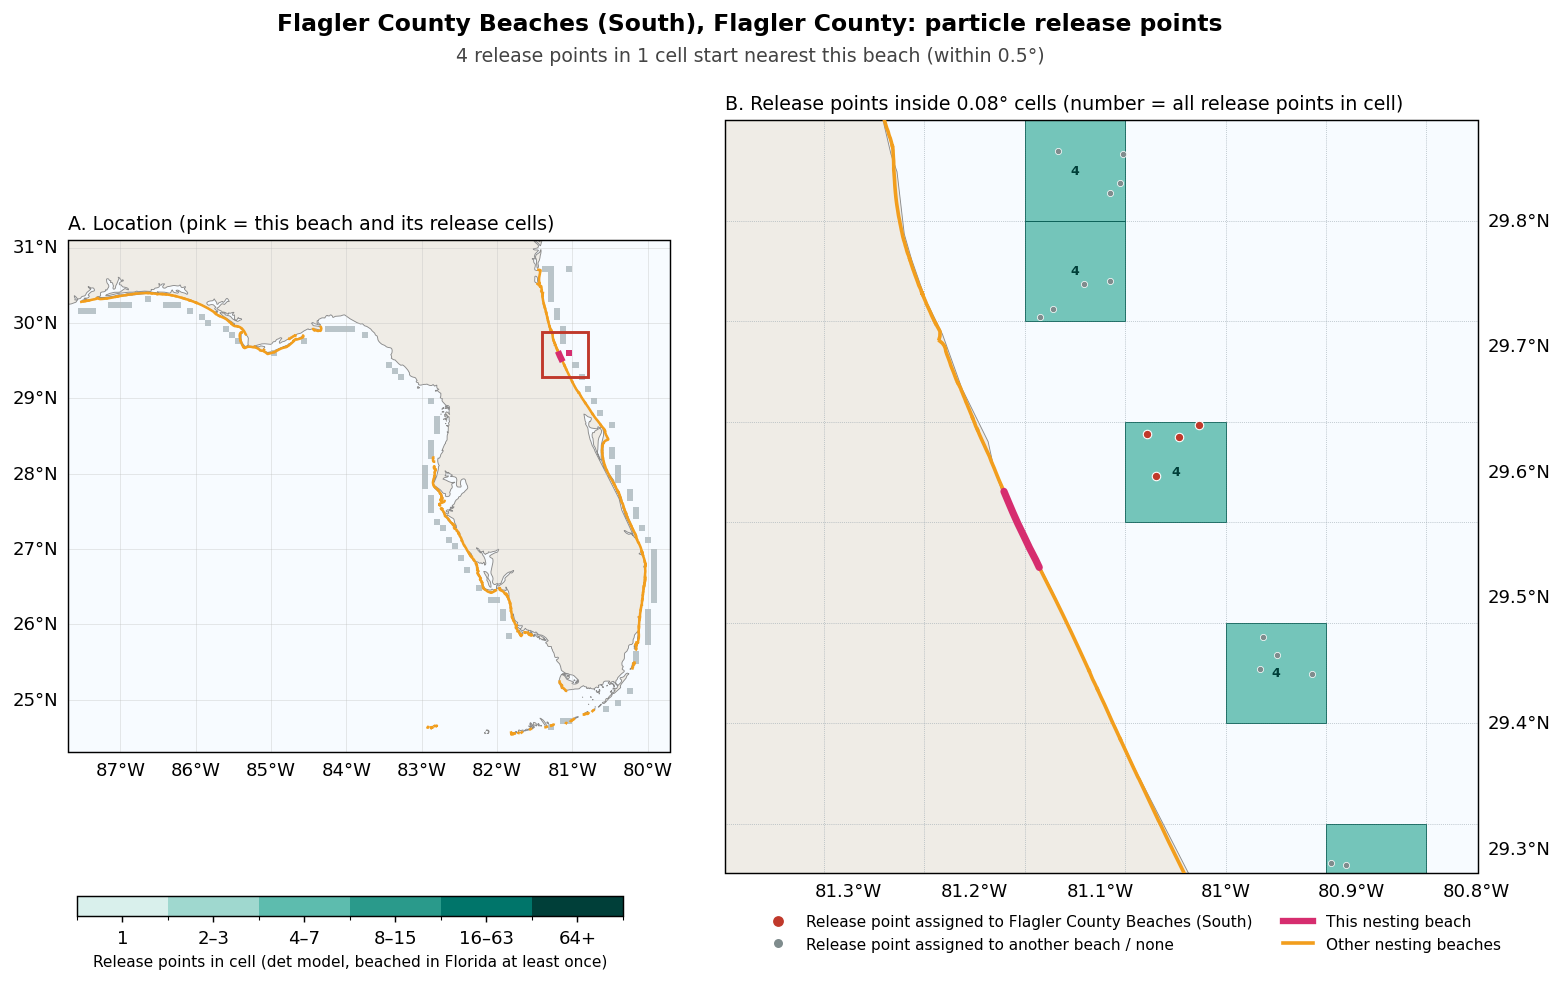 Flagler County Beaches (South), Flagler County: particle release points
4 release points in 1 cell start nearest this beach (within 0.5°)
A. Location (pink = this beach and its release cells)
31°N
30°N
29°N
28°N
27°N
26°N
25°N
87°W 86°W 85°W 84°W 83°W 82°W 81°W 80°W
1 2–3 4–7 8–15 16–63 64+
Release points in cell (det model, beached in Florida at least once)
B. Release points inside 0.08° cells (number = all release points in cell)
4
4
4
4
29.8°N
29.7°N
29.6°N
29.5°N
29.4°N
29.3°N
81.3°W 81.2°W 81.1°W 81°W 80.9°W 80.8°W
Release point assigned to Flagler County Beaches (South)
Release point assigned to another beach / none
This nesting beach
Other nesting beaches